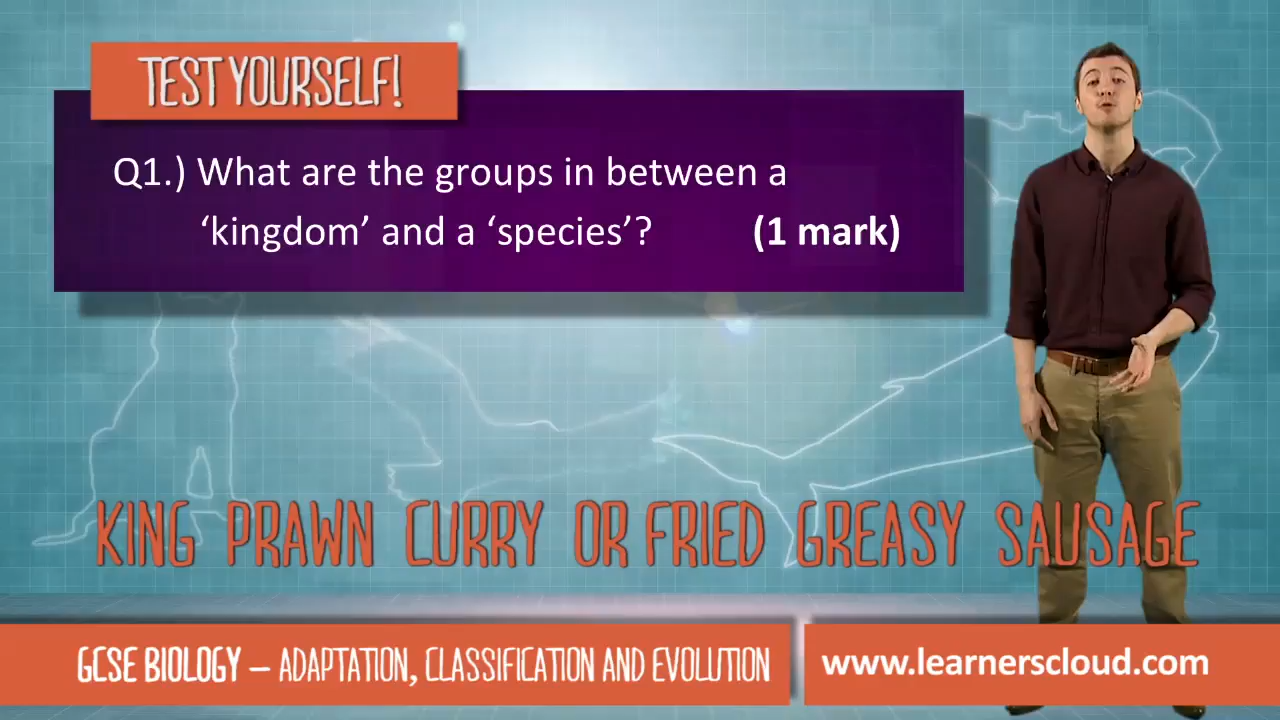 TEST YOURSELF!
Q1.) What are the groups in between a
‘kingdom’ and a ‘species’? (1 mark)
KING PRAWN CURRY OR FRIED GREASY SAUSAGE
GCSE BIOLOGY – ADAPTATION, CLASSIFICATION AND EVOLUTION
www.learnerscloud.com